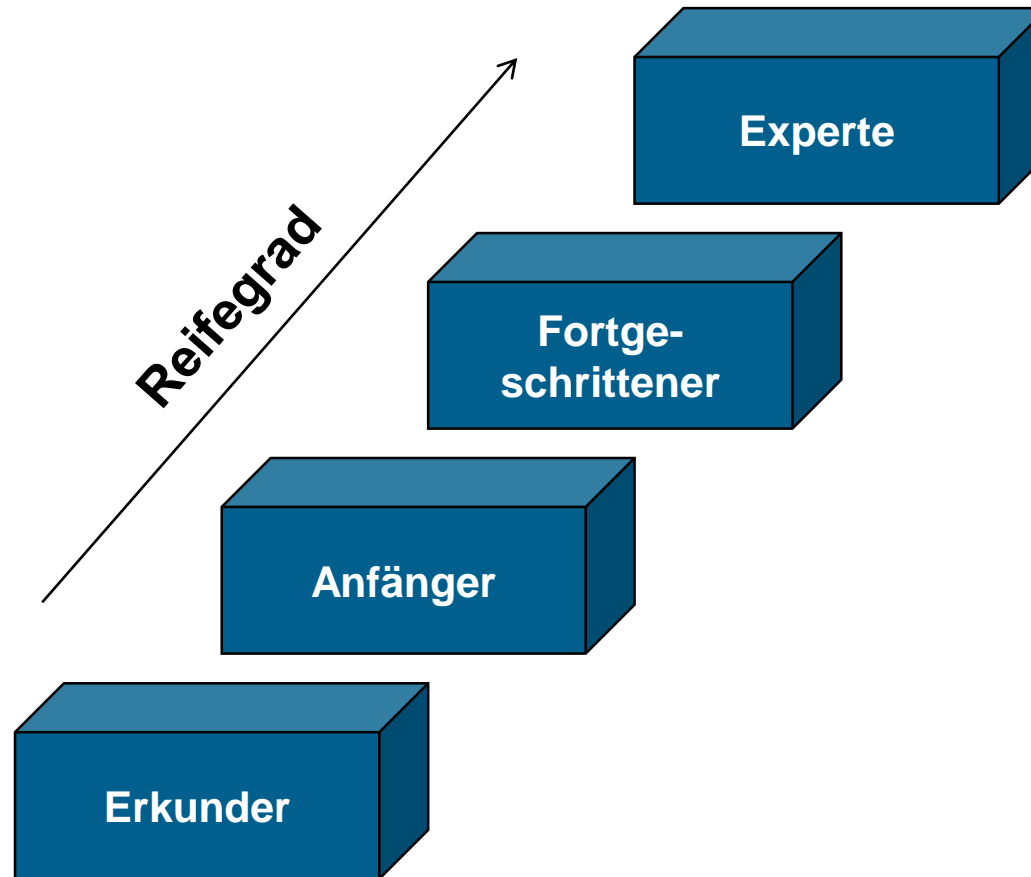 Experte
Reifegrad
Fortge-
schrittener
Anfänger
Erkunder